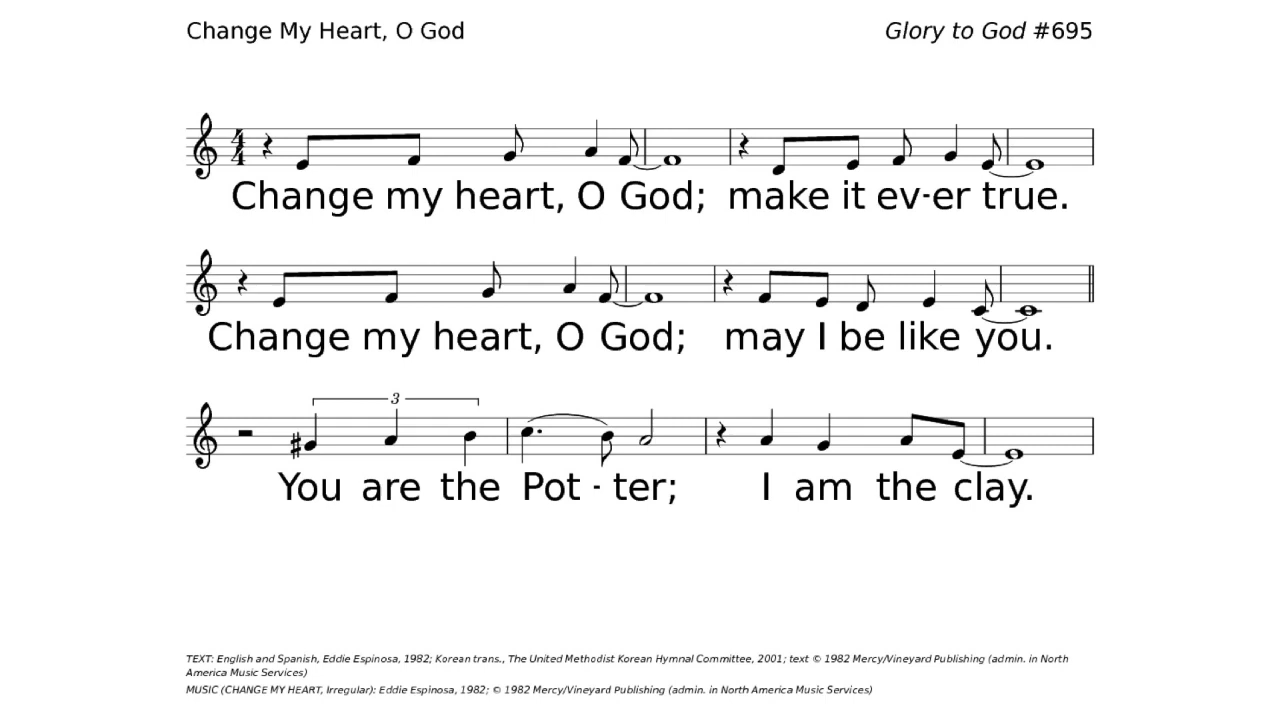 Change My Heart, O God
Glory to God #695
4
4
Change my heart, O God; make it ev-er true.
Change my heart, O God; may I be like you.
3
You are the Pot - ter; I am the clay.
TEXT: English and Spanish, Eddie Espinosa, 1982; Korean trans., The United Methodist Korean Hymnal Committee, 2001; text © 1982 Mercy/Vineyard Publishing (admin. in North
America Music Services)
MUSIC (CHANGE MY HEART, Irregular): Eddie Espinosa, 1982; © 1982 Mercy/Vineyard Publishing (admin. in North America Music Services)